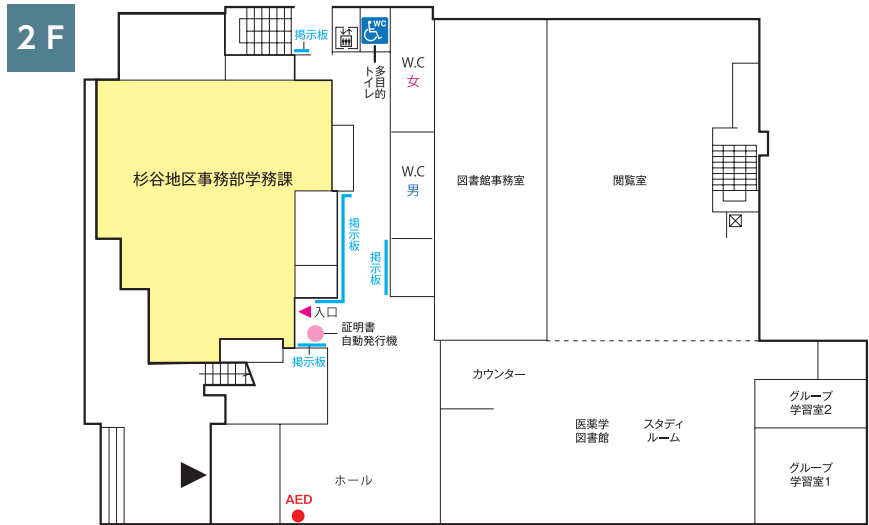 2 F
掲示板
WC
多目的
トイレ
W.C
女
杉谷地区事務部学務課
W.C
男
図書館事務室
閲覧室
掲示板
掲示板
入口
証明書
自動発行機
掲示板
カウンター
医薬学
図書館
スタディ
ルーム
グループ
学習室2
グループ
学習室1
ホール
AED